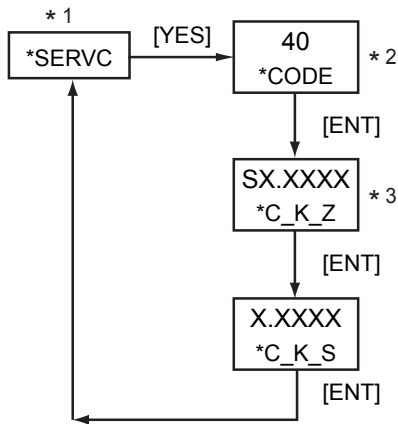 * 1
*SERVC
[YES]
40
*CODE
* 2
[ENT]
SX.XXXX
*C_K_Z
* 3
[ENT]
X.XXXX
*C_K_S
[ENT]